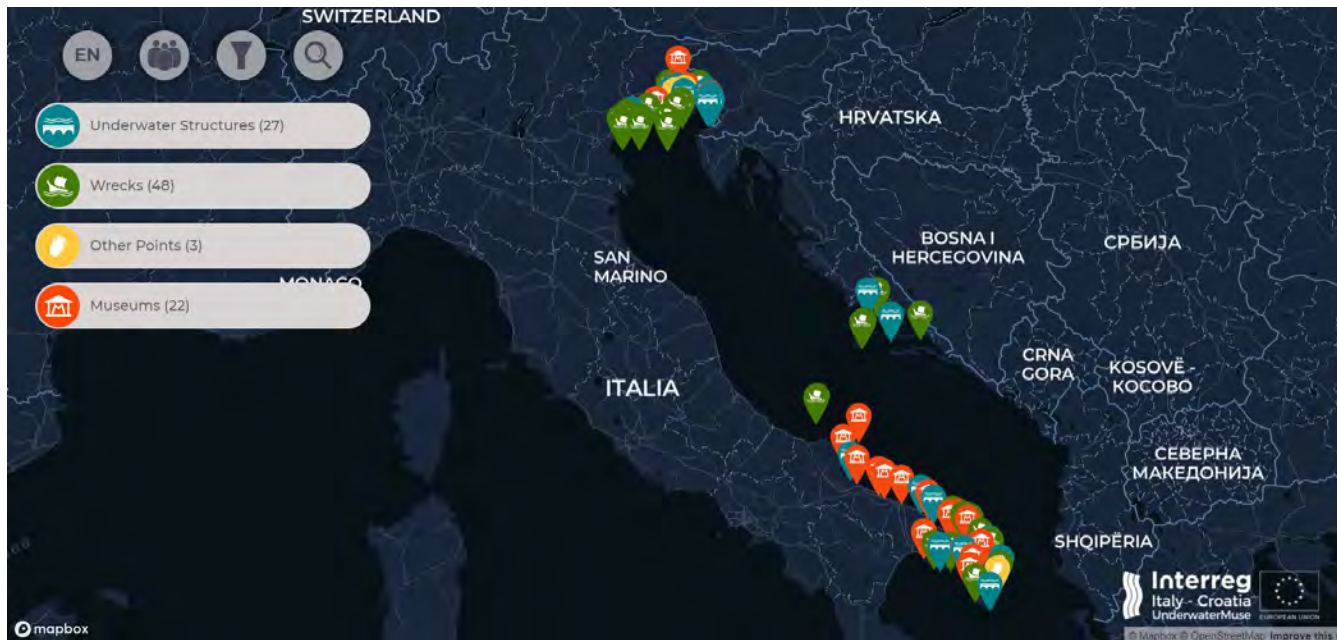 SWITZERLAND
EN
HRVATSKA
Underwater Structures (27)
Wrecks (48)
Other Points (3)
MONACO
Museums (22)
SAN
MARINO
BOSNA I
HERCEGOVINA
СРБИЈА
CRNA
GORA
KOSOVË -
KOSOVO
ITALIA
СЕВЕРНА
МАКЕДОНИЈА
SHQIPËRIA
Interreg
Italy - Croatia
UnderwaterMuse
EUROPEAN UNION
mapbox
© Mapbox © OpenStreetMap Improve this